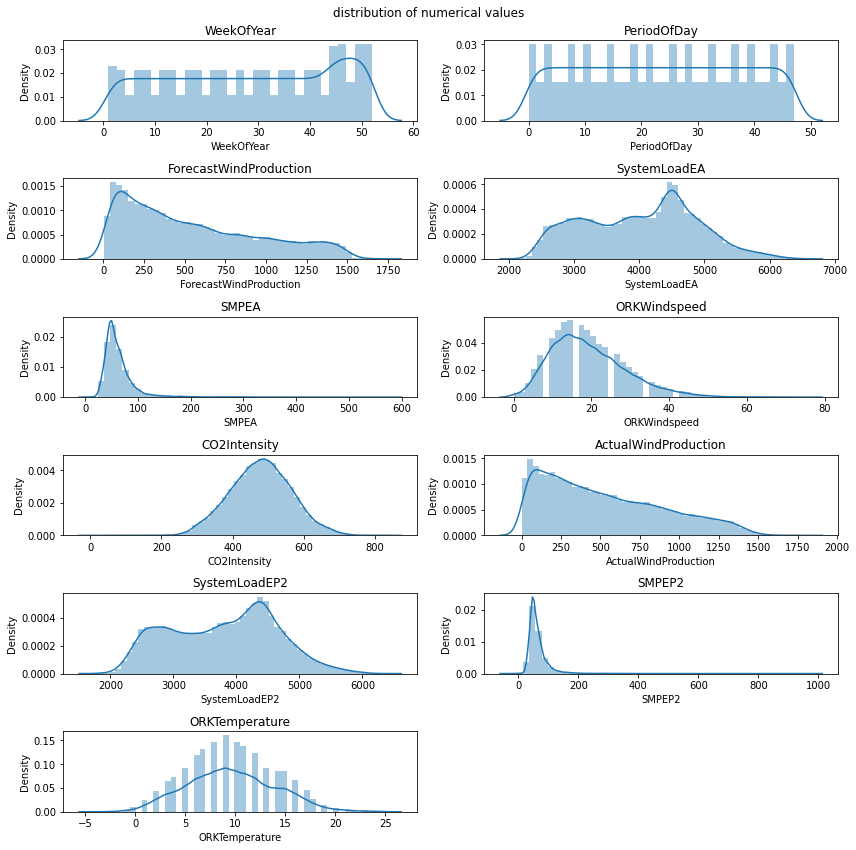 distribution of numerical values
WeekOfYear
Density
0.03
0.02
0.01
0.00
0 10 20 30 40 50 60
WeekOfYear
PeriodOfDay
Density
0.03
0.02
0.01
0.00
0 10 20 30 40 50
PeriodOfDay
ForecastWindProduction
Density
0.0015
0.0010
0.0005
0.0000
0 250 500 750 1000 1250 1500 1750
ForecastWindProduction
SystemLoadEA
Density
0.0006
0.0004
0.0002
0.0000
2000 3000 4000 5000 6000 7000
SystemLoadEA
SMPEA
Density
0.02
0.01
0.00
0 100 200 300 400 500 600
SMPEA
ORKWindspeed
Density
0.04
0.02
0.00
0 20 40 60 80
ORKWindspeed
CO2Intensity
Density
0.004
0.002
0.000
0 200 400 600 800
CO2Intensity
ActualWindProduction
Density
0.0015
0.0010
0.0005
0.0000
0 250 500 750 1000 1250 1500 1750 2000
ActualWindProduction
SystemLoadEP2
Density
0.0004
0.0002
0.0000
2000 3000 4000 5000 6000
SystemLoadEP2
SMPEP2
Density
0.02
0.01
0.00
0 200 400 600 800 1000
SMPEP2
ORKTemperature
Density
0.15
0.10
0.05
0.00
−5 0 5 10 15 20 25
ORKTemperature